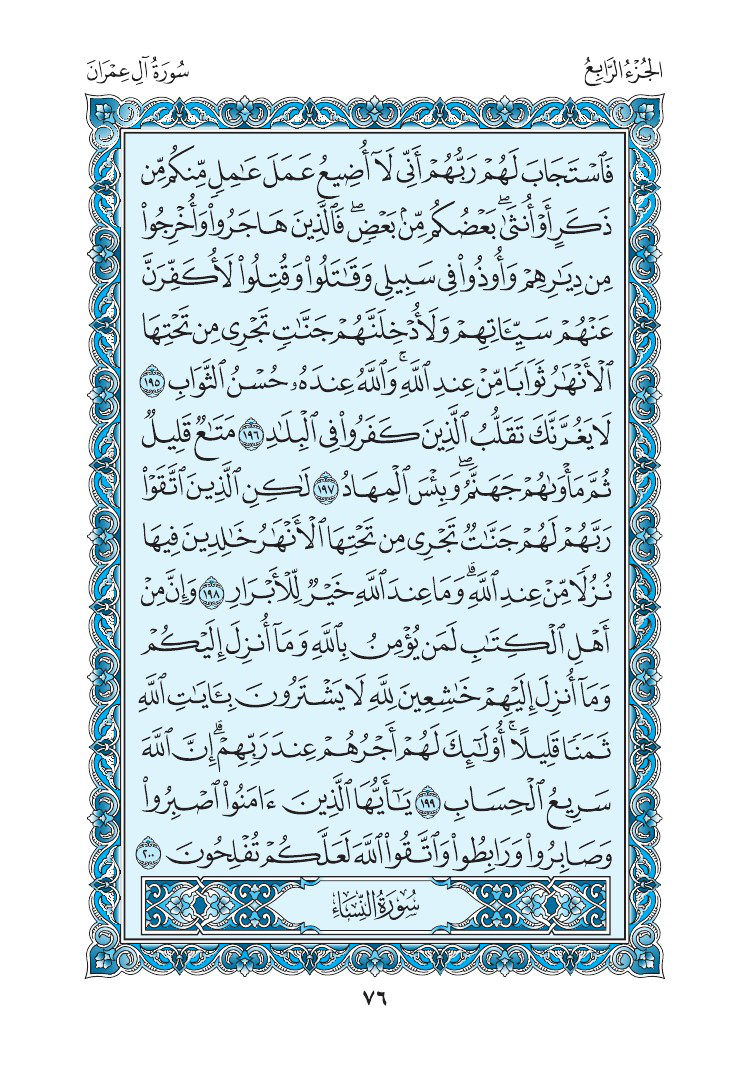 الجُزْءُ الرَّابِعُ
سُورَةُ آلِ عِمْرَانَ
فَٱسْتَجَابَ لَهُمْ رَبُّهُمْ أَنِّي لَآ أُضِيعُ عَمَلَ عَٰمِلٍ مِّنكُم مِّن
ذَكَرٍ أَوْ أُنثَىٰۖ بَعْضُكُم مِّنۢ بَعْضٖۖ فَٱلَّذِينَ هَاجَرُواْ وَأُخْرِجُواْ
مِن دِيَٰرِهِمْ وَأُوذُواْ فِي سَبِيلِي وَقَٰتَلُواْ وَقُتِلُواْ لَأُكَفِّرَنَّ
عَنْهُمْ سَيِّـَٔاتِهِمْ وَلَأُدْخِلَنَّهُمْ جَنَّٰتٖ تَجْرِي مِن تَحْتِهَا
ٱلْأَنْهَٰرُ ثَوَابٗا مِّنْ عِندِ ٱللَّهِۚ وَٱللَّهُ عِندَهُۥ حُسْنُ ٱلثَّوَابِ ١٩٥
لَا يَغُرَّنَّكَ تَقَلُّبُ ٱلَّذِينَ كَفَرُواْ فِي ٱلْبِلَٰدِ ١٩٦ مَتَٰعٞ قَلِيلٞ
ثُمَّ مَأْوَىٰهُمْ جَهَنَّمُۖ وَبِئْسَ ٱلْمِهَادُ ١٩٧ لَٰكِنِ ٱلَّذِينَ ٱتَّقَوْاْ
رَبَّهُمْ لَهُمْ جَنَّٰتٞ تَجْرِي مِن تَحْتِهَا ٱلْأَنْهَٰرُ خَٰلِدِينَ فِيهَا
نُزُلٗا مِّنْ عِندِ ٱللَّهِۗ وَمَا عِندَ ٱللَّهِ خَيْرٞ لِّلْأَبْرَارِ ١٩٨ وَإِنَّ مِنْ
أَهْلِ ٱلْكِتَٰبِ لَمَن يُؤْمِنُ بِٱللَّهِ وَمَآ أُنزِلَ إِلَيْكُمْ
وَمَآ أُنزِلَ إِلَيْهِمْ خَٰشِعِينَ لِلَّهِ لَا يَشْتَرُونَ بِـَٔايَٰتِ ٱللَّهِ
ثَمَنٗا قَلِيلًاۚ أُوْلَٰٓئِكَ لَهُمْ أَجْرُهُمْ عِندَ رَبِّهِمْۗ إِنَّ ٱللَّهَ
سَرِيعُ ٱلْحِسَابِ ١٩٩ يَٰٓأَيُّهَا ٱلَّذِينَ ءَامَنُواْ ٱصْبِرُواْ
وَصَابِرُواْ وَرَابِطُواْ وَٱتَّقُواْ ٱللَّهَ لَعَلَّكُمْ تُفْلِحُونَ ٢٠٠
سُورَةُ النِّسَاءِ
٧٦